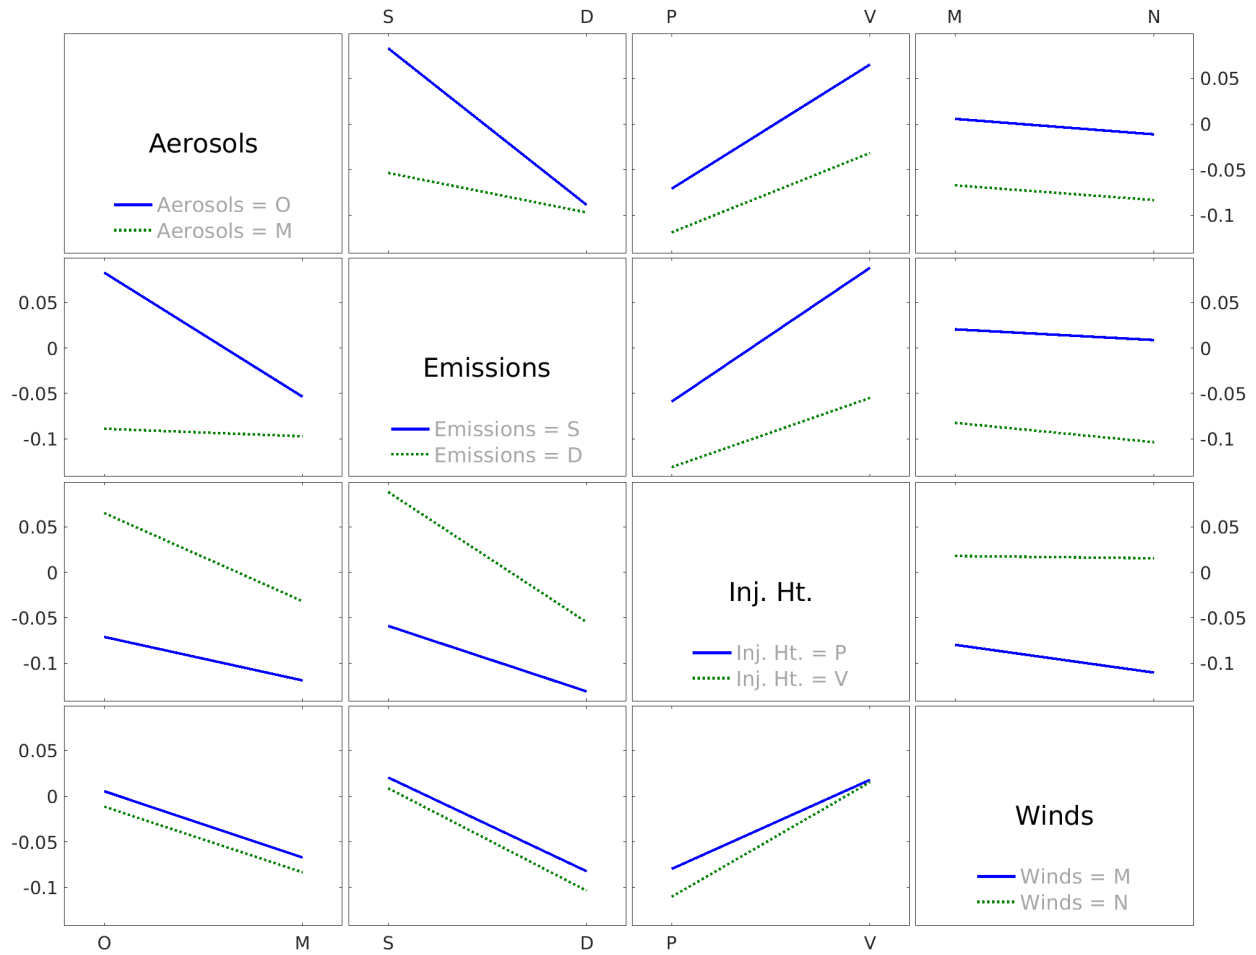 S D P V M N
Aerosols
Aerosols = O
Aerosols = M
0.05
0
-0.05
-0.1
0.05
0
-0.05
-0.1
Emissions
Emissions = S
Emissions = D
0.05
0
-0.05
-0.1
0.05
0
-0.05
-0.1
Inj. Ht.
Inj. Ht. = P
Inj. Ht. = V
0.05
0
-0.05
-0.1
0.05
0
-0.05
-0.1
Winds
Winds = M
Winds = N
O M S D P V